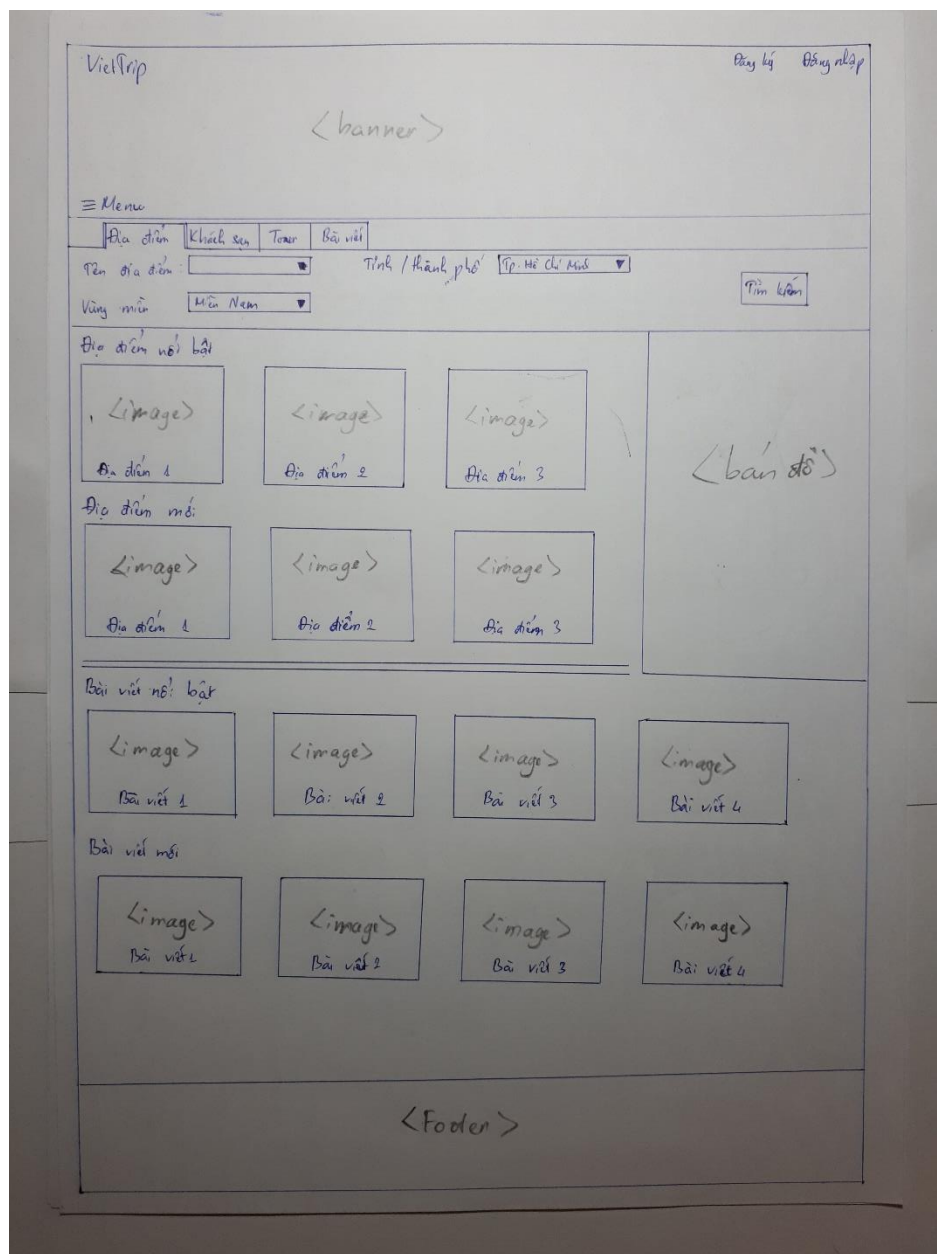 VietTrip Đăng ký Đăng nhập
<banner>
≡ Menu
Địa điểm Khách sạn Tour Bài viết
Tên địa điểm: Tỉnh / thành phố Tp. Hồ Chí Minh
Tìm kiếm
Vùng miền Miền Nam
Địa điểm nổi bật
<image> <image> <image>
<bản đồ>
Địa điểm 1 Địa điểm 2 Địa điểm 3
Địa điểm mới
<image> <image> <image>
Địa điểm 1 Địa điểm 2 Địa điểm 3
Bài viết nổi bật
<image> <image> <image> <image>
Bài viết 1 Bài viết 2 Bài viết 3 Bài viết 4
Bài viết mới
<image> <image> <image> <image>
Bài viết 1 Bài viết 2 Bài viết 3 Bài viết 4
<Footer>